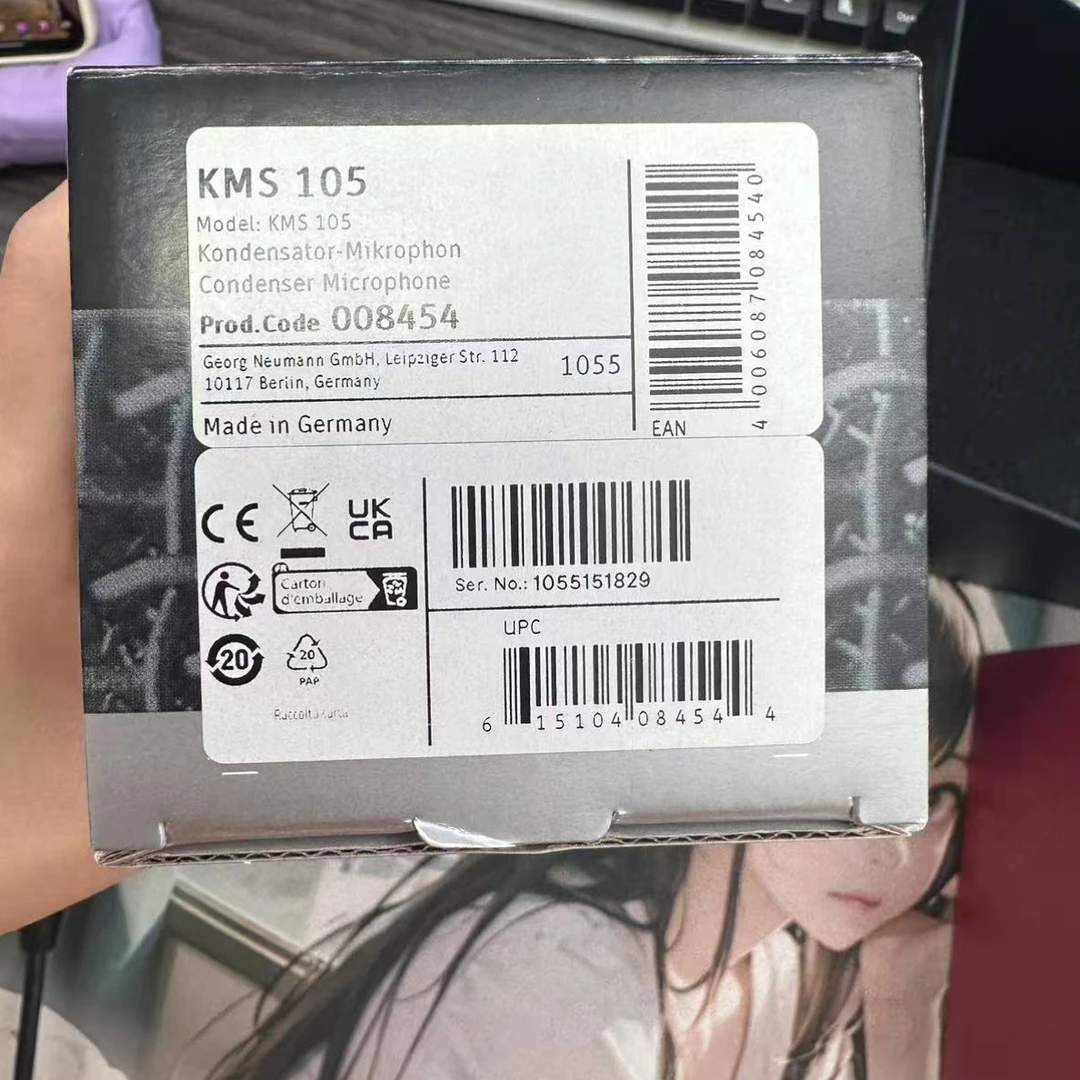 KMS 105
Model: KMS 105
Kondensator-Mikrophon
Condenser Microphone
Prod.Code 008454
Georg Neumann GmbH, Leipziger Str. 112
10117 Berlin, Germany
1055
Made in Germany
EAN
4 006087 084540
CE
UK
CA
Carton
d'emballage
20
20
PAP
Raccolta carta
Ser. No.: 1055151829
UPC
6 15104 08454 4